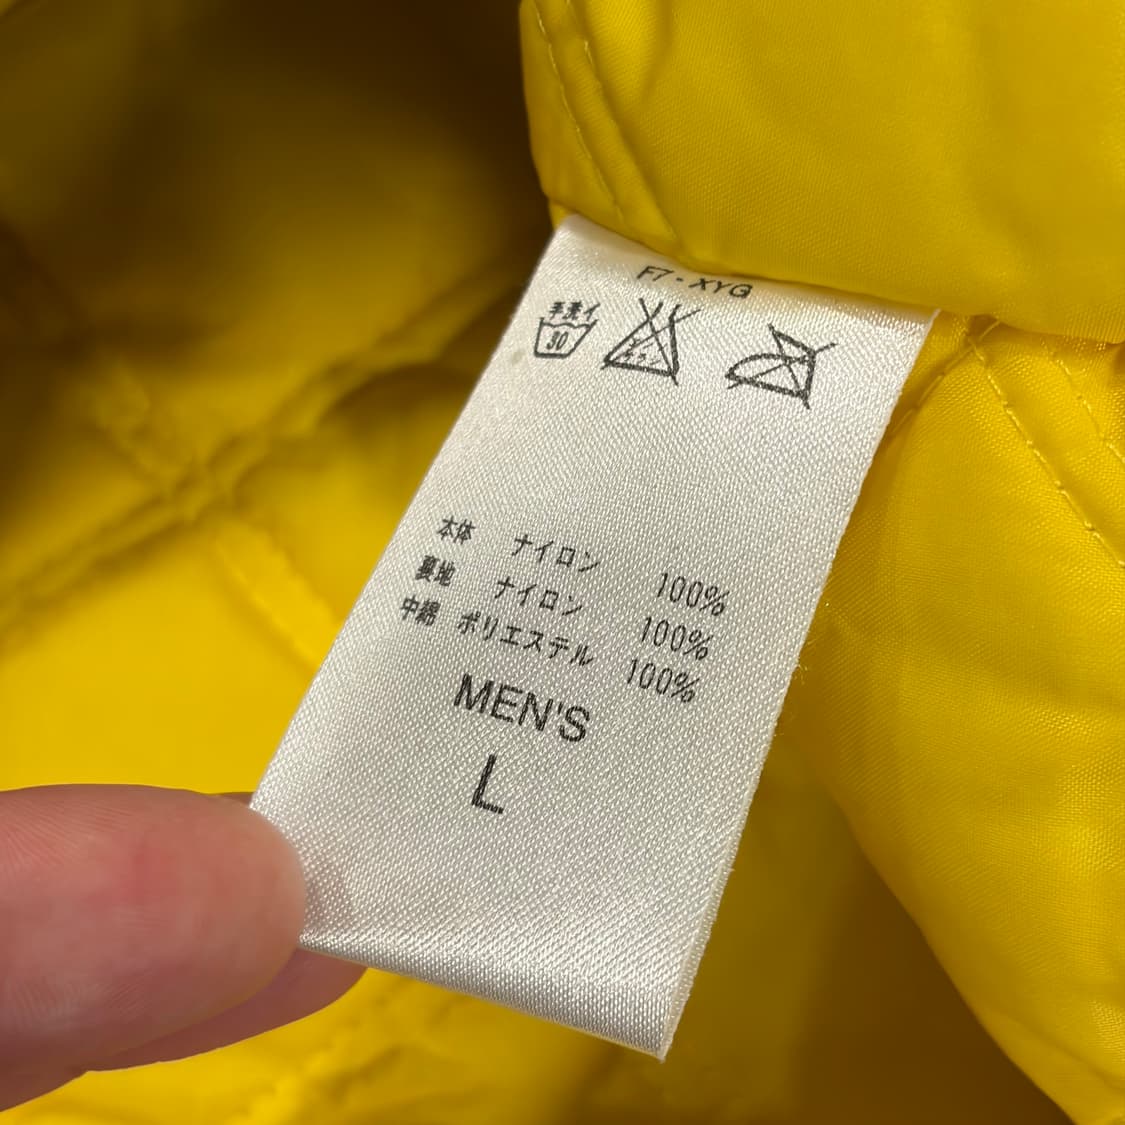 F7-XYG
手洗イ
30
本体 ナイロン 100%
裏地 ナイロン 100%
中綿 ポリエステル 100%
MEN'S
L